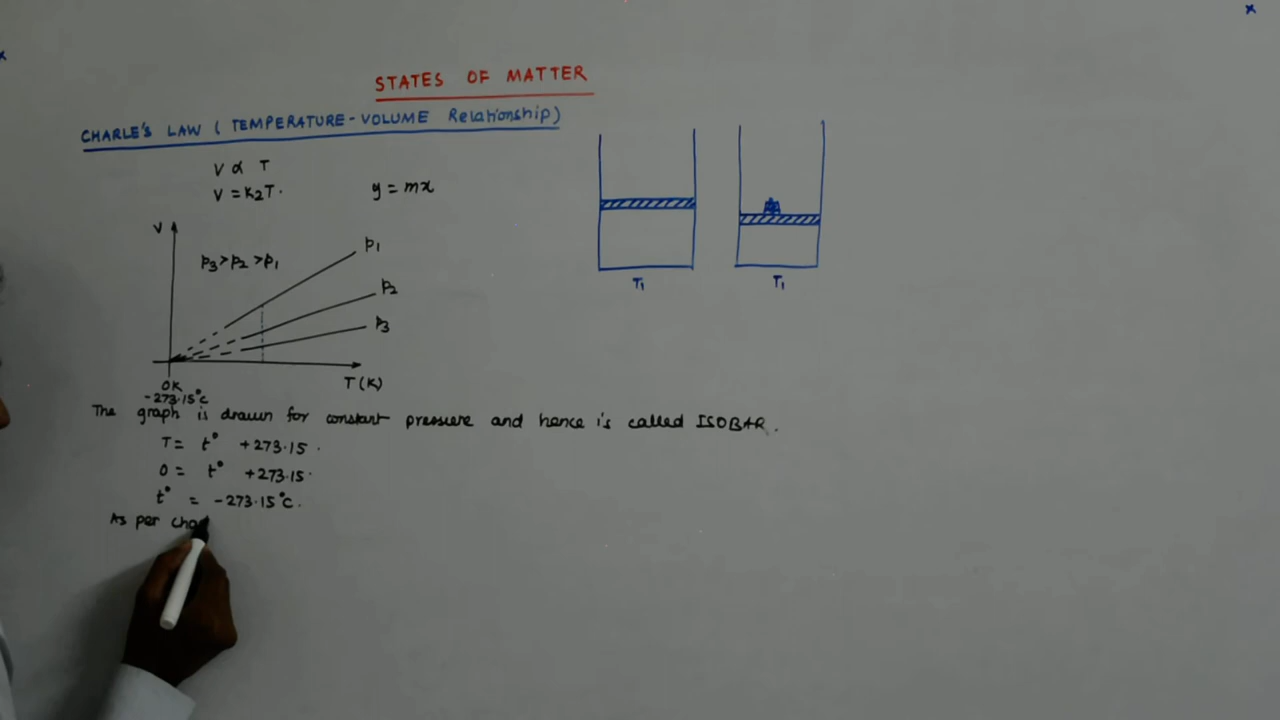 STATES OF MATTER
CHARLE'S LAW ( TEMPERATURE - VOLUME Relationship)
V ∝ T
V = K₂T.
y = mx
V
p₃ > p₂ > p₁
p₁
p₂
p₃
T₁
T₁
OK
-273.15°C
T (K)
The graph is drawn for constant pressure and hence is called ISOBAR.
T = t° + 273.15.
0 = t° + 273.15.
t° = -273.15°C.
As per cha